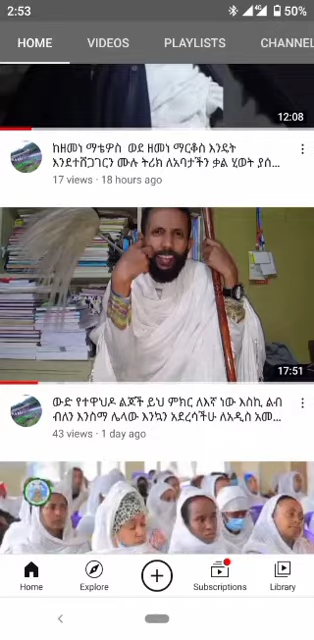 2:53
4G
50%
HOME
VIDEOS
PLAYLISTS
CHANNEL
12:08
ከዘመነ ማቴዎስ ወደ ዘመነ ማርቆስ እንዴት
እንደተሸጋገርን ሙሉ ትሪክ ለአባታችን ቃል ሂወት ያሰ...
17 views · 18 hours ago
17:51
ውድ የተዋህዶ ልጆች ይህ ምክር ለእኛ ነው እስኪ ልብ
ብለን እንስማ ሌላው እንኳን አደረሳችሁ ለአዲስ አመ...
43 views · 1 day ago
Home
Explore
Subscriptions
Library